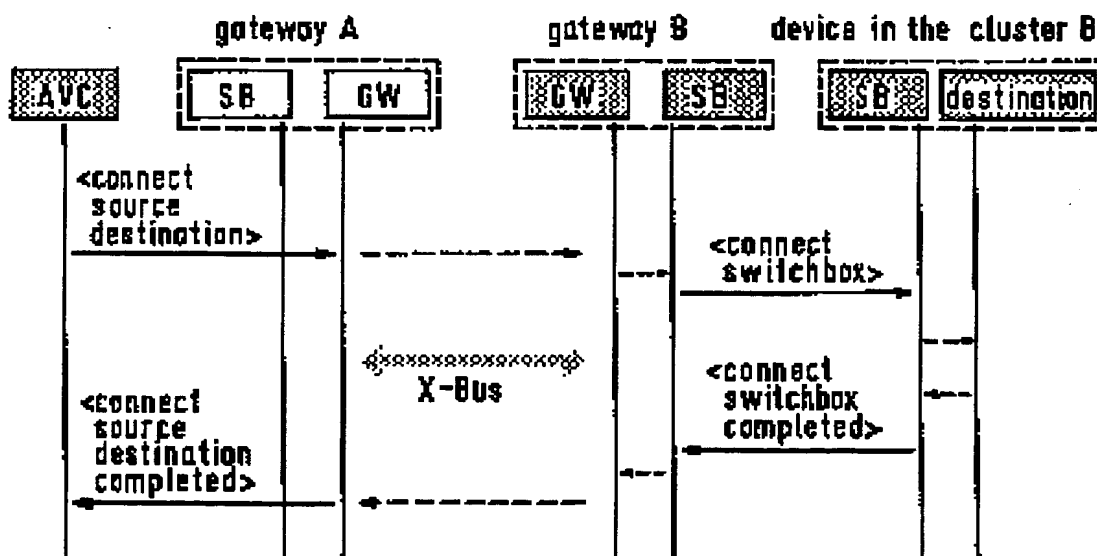 gateway A
gateway B
device in the cluster B
AVC
SB
GW
GW
SB
SB
destination
<connect
source
destination>
<connect
switchbox>
X-Bus
<connect
switchbox
completed>
<connect
source
destination
completed>